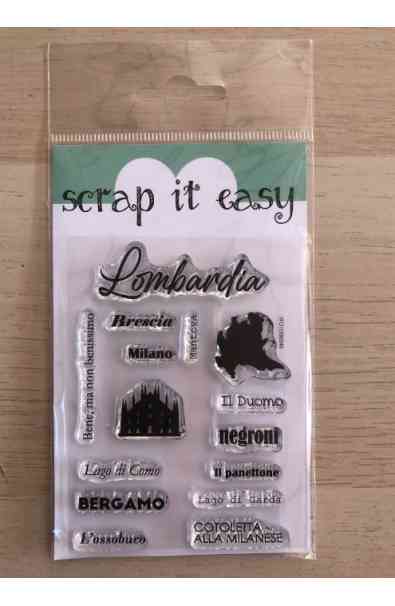 scrap it easy
Lombardia
Bene, ma non benissimo
Brescia
Mantova
Milano
Il Duomo
negroni
Lago di Como
Il panettone
BERGAMO
Lago di Garda
L'ossobuco
COTOLETTA
ALLA MILANESE